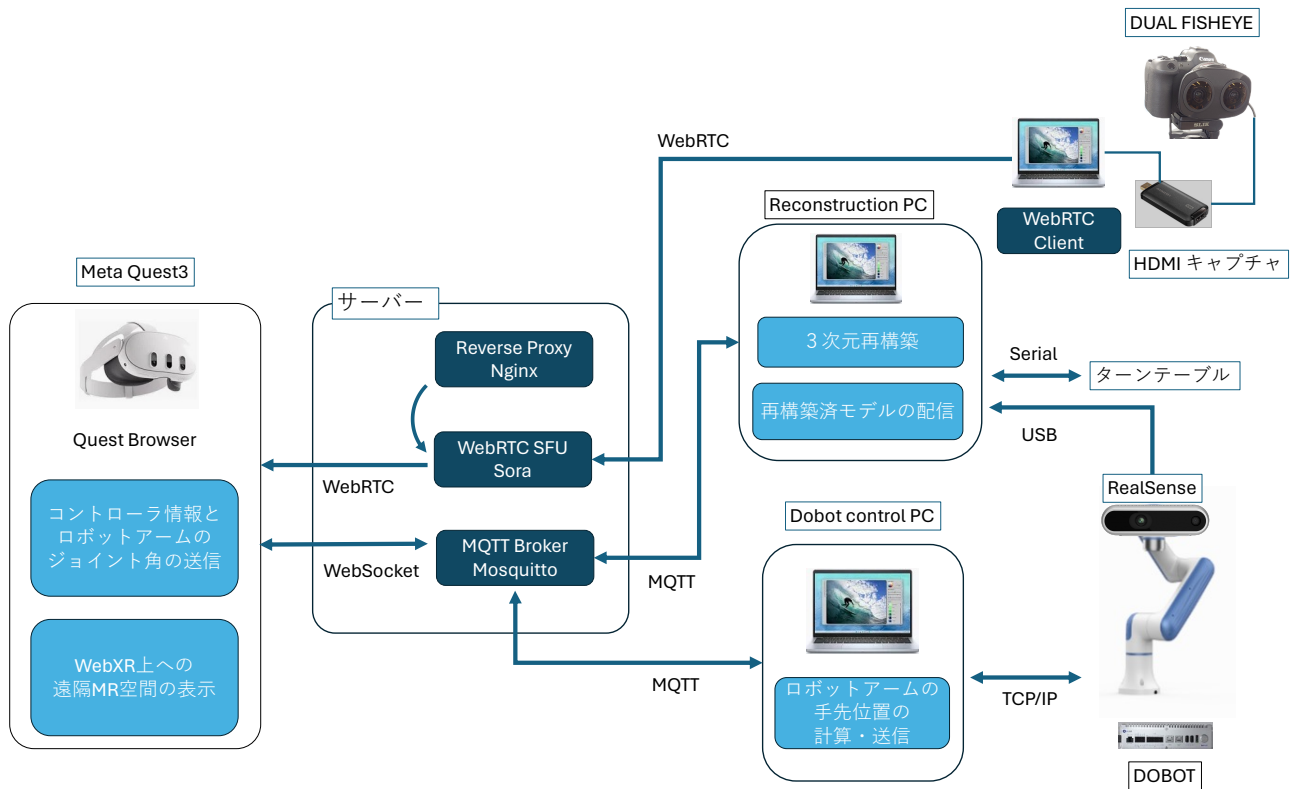 DUAL FISHEYE
Canon
WebRTC
WebRTC
Client
HDMI キャプチャ
Reconstruction PC
3 次元再構築
再構築済モデルの配信
Serial
ターンテーブル
USB
RealSense
Meta Quest3
Quest Browser
コントローラ情報と
ロボットアームの
ジョイント角の送信
WebXR上への
遠隔MR空間の表示
サーバー
Reverse Proxy
Nginx
WebRTC SFU
Sora
WebRTC
MQTT Broker
Mosquitto
WebSocket
MQTT
MQTT
Dobot control PC
ロボットアームの
手先位置の
計算・送信
TCP/IP
DOBOT